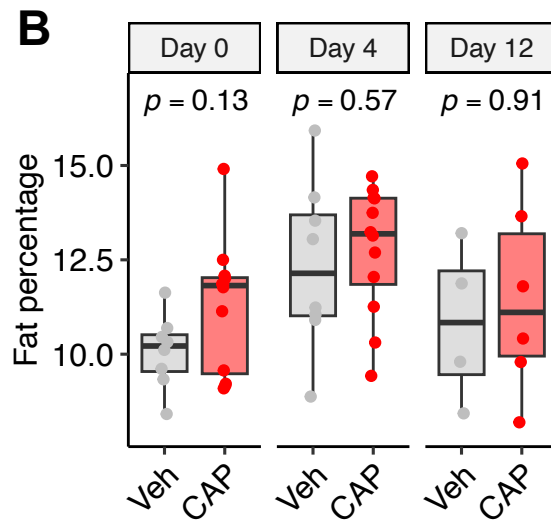 B
Day 0
Day 4
Day 12
p = 0.13
p = 0.57
p = 0.91
Fat percentage
15.0
12.5
10.0
Veh
CAP
Veh
CAP
Veh
CAP